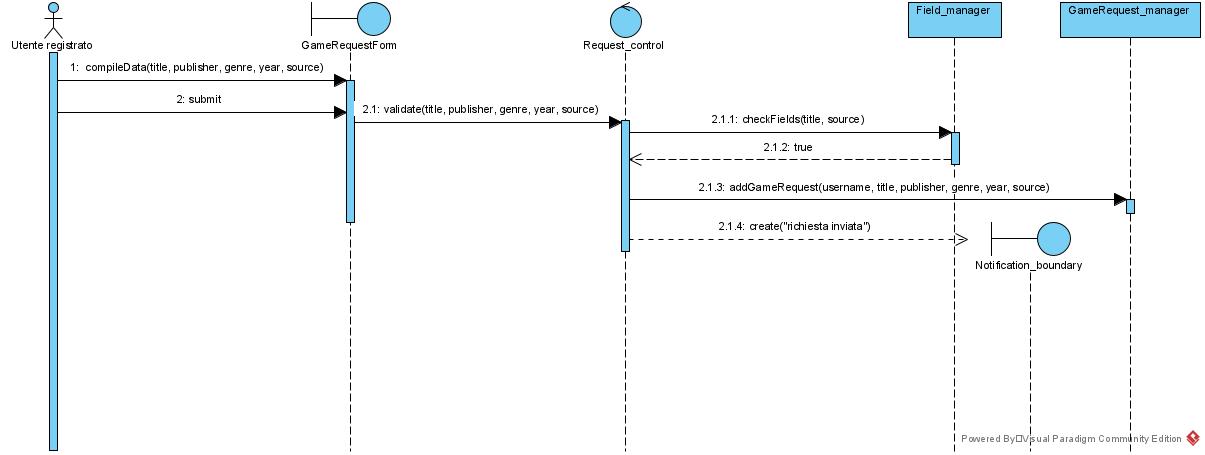 Field_manager
GameRequest_manager
Utente registrato
GameRequestForm
Request_control
1: compileData(title, publisher, genre, year, source)
2: submit
2.1: validate(title, publisher, genre, year, source)
2.1.1: checkFields(title, source)
2.1.2: true
2.1.3: addGameRequest(username, title, publisher, genre, year, source)
2.1.4: create("richiesta inviata")
Notification_boundary
Powered By Visual Paradigm Community Edition